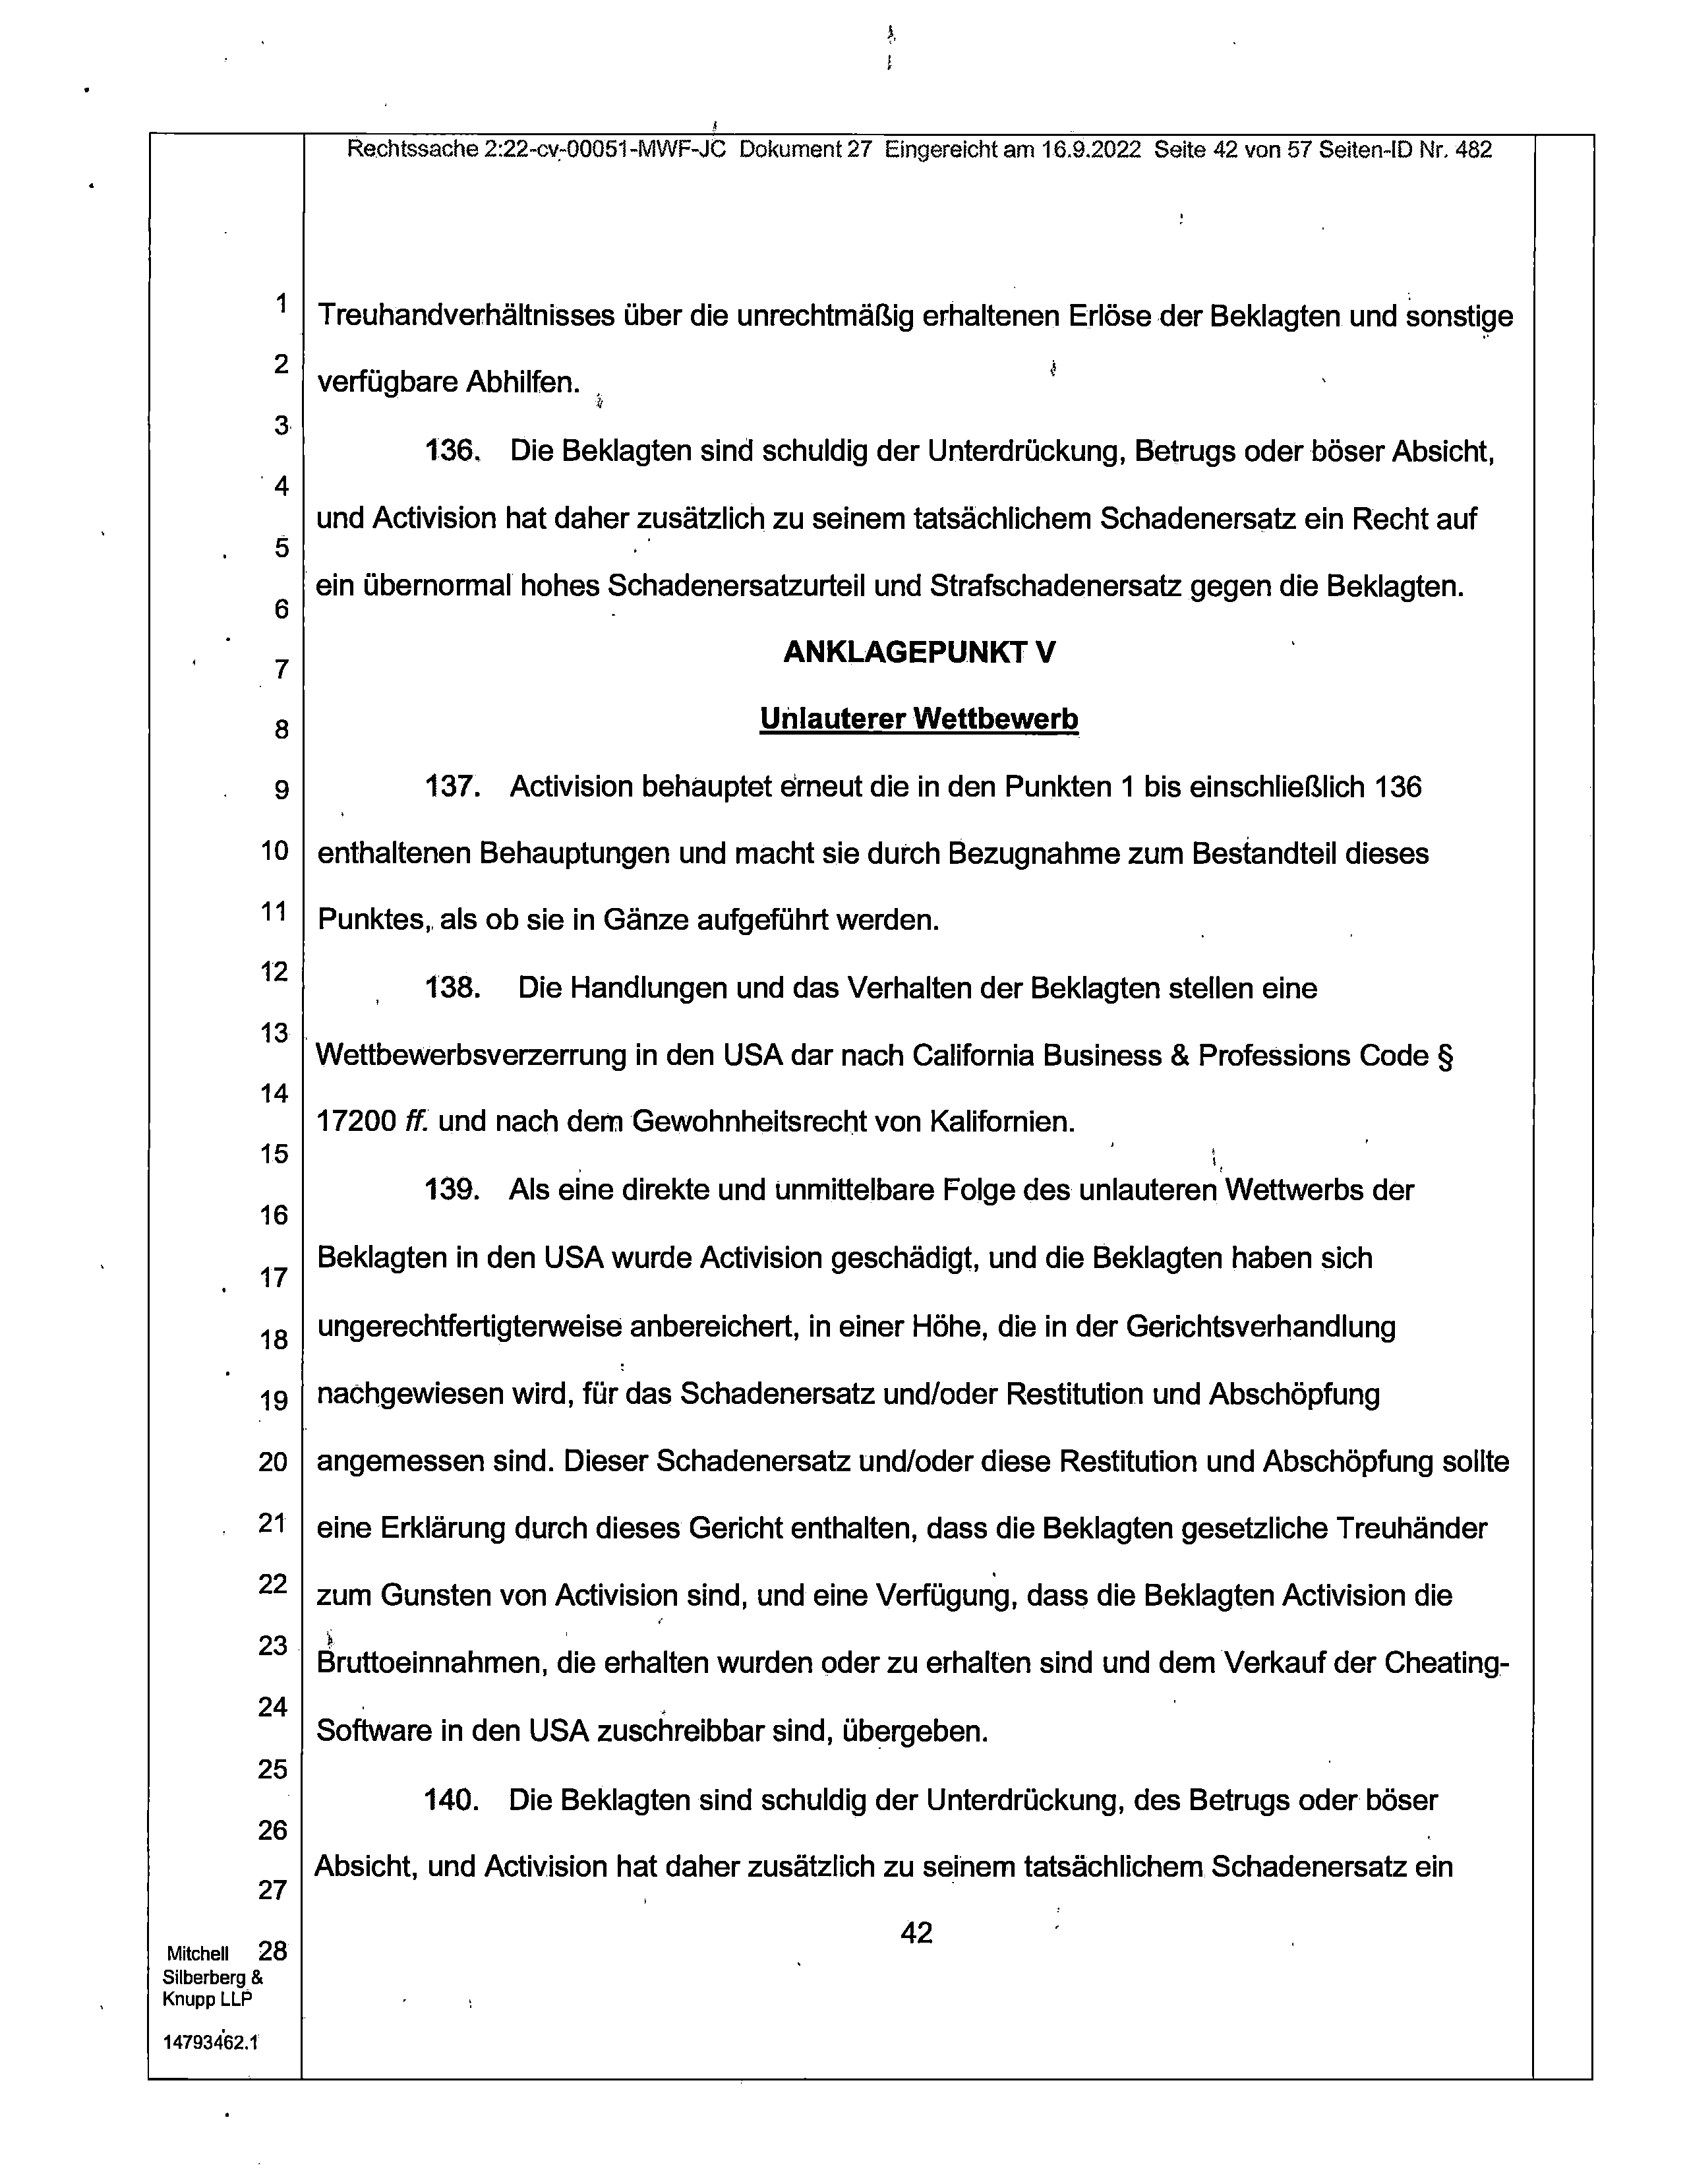 Rechtssache 2:22-cv-00051-MWF-JC Dokument 27 Eingereicht am 16.9.2022 Seite 42 von 57 Seiten-ID Nr. 482
1
Treuhandverhältnisses über die unrechtmäßig erhaltenen Erlöse der Beklagten und sonstige
2
verfügbare Abhilfen.
3
136. Die Beklagten sind schuldig der Unterdrückung, Betrugs oder böser Absicht,
4
und Activision hat daher zusätzlich zu seinem tatsächlichem Schadenersatz ein Recht auf
5
ein übernormal hohes Schadenersatzurteil und Strafschadenersatz gegen die Beklagten.
6
ANKLAGEPUNKT V
7
Unlauterer Wettbewerb
8
137. Activision behauptet erneut die in den Punkten 1 bis einschließlich 136
9
10 enthaltenen Behauptungen und macht sie durch Bezugnahme zum Bestandteil dieses
11 Punktes, als ob sie in Gänze aufgeführt werden.
12
138. Die Handlungen und das Verhalten der Beklagten stellen eine
13
Wettbewerbsverzerrung in den USA dar nach California Business & Professions Code §
14
17200 ff. und nach dem Gewohnheitsrecht von Kalifornien.
15
139. Als eine direkte und unmittelbare Folge des unlauteren Wettwerbs der
16
Beklagten in den USA wurde Activision geschädigt, und die Beklagten haben sich
17
18 ungerechtfertigterweise anbereichert, in einer Höhe, die in der Gerichtsverhandlung
19 nachgewiesen wird, für das Schadenersatz und/oder Restitution und Abschöpfung
20 angemessen sind. Dieser Schadenersatz und/oder diese Restitution und Abschöpfung sollte
21 eine Erklärung durch dieses Gericht enthalten, dass die Beklagten gesetzliche Treuhänder
22 zum Gunsten von Activision sind, und eine Verfügung, dass die Beklagten Activision die
23
Bruttoeinnahmen, die erhalten wurden oder zu erhalten sind und dem Verkauf der Cheating-
24
Software in den USA zuschreibbar sind, übergeben.
25
140. Die Beklagten sind schuldig der Unterdrückung, des Betrugs oder böser
26
Absicht, und Activision hat daher zusätzlich zu seinem tatsächlichem Schadenersatz ein
27
42
Mitchell 28
Silberberg &
Knupp LLP
14793462.1